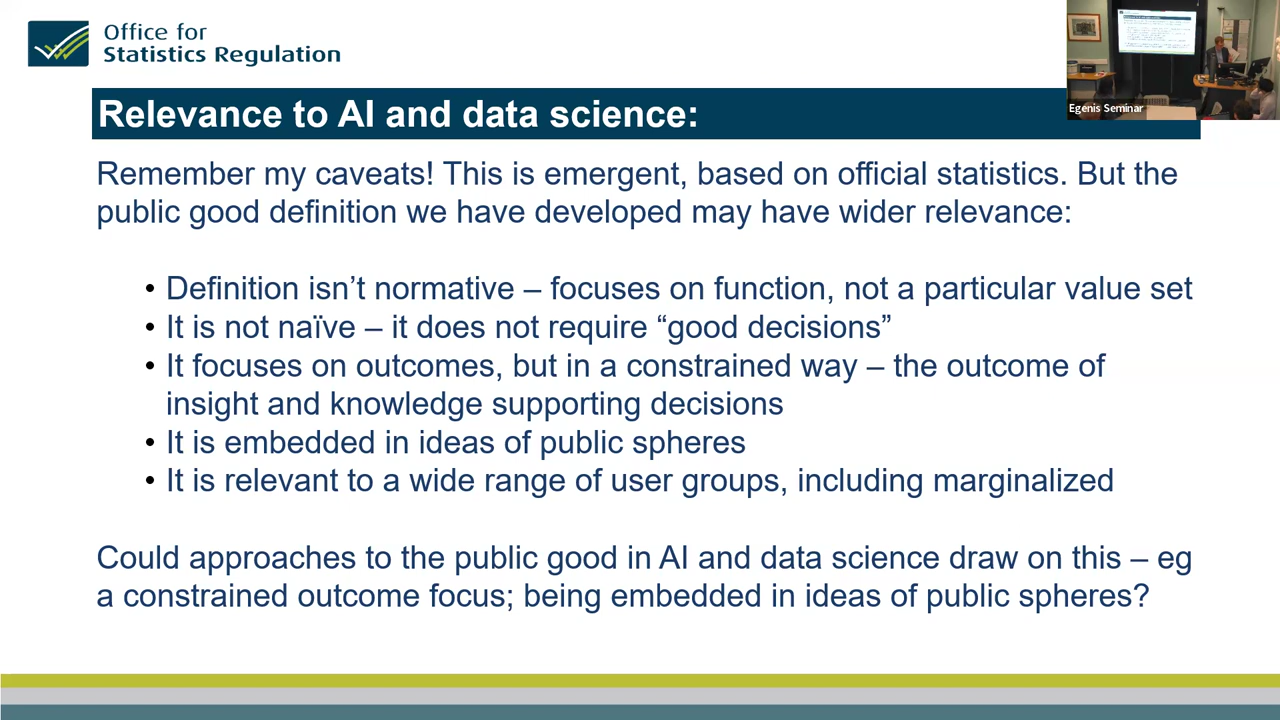 Office for
Statistics Regulation
Egenis Seminar
Relevance to AI and data science:
Remember my caveats! This is emergent, based on official statistics. But the
public good definition we have developed may have wider relevance:
• Definition isn’t normative – focuses on function, not a particular value set
• It is not naïve – it does not require “good decisions”
• It focuses on outcomes, but in a constrained way – the outcome of
insight and knowledge supporting decisions
• It is embedded in ideas of public spheres
• It is relevant to a wide range of user groups, including marginalized
Could approaches to the public good in AI and data science draw on this – eg
a constrained outcome focus; being embedded in ideas of public spheres?